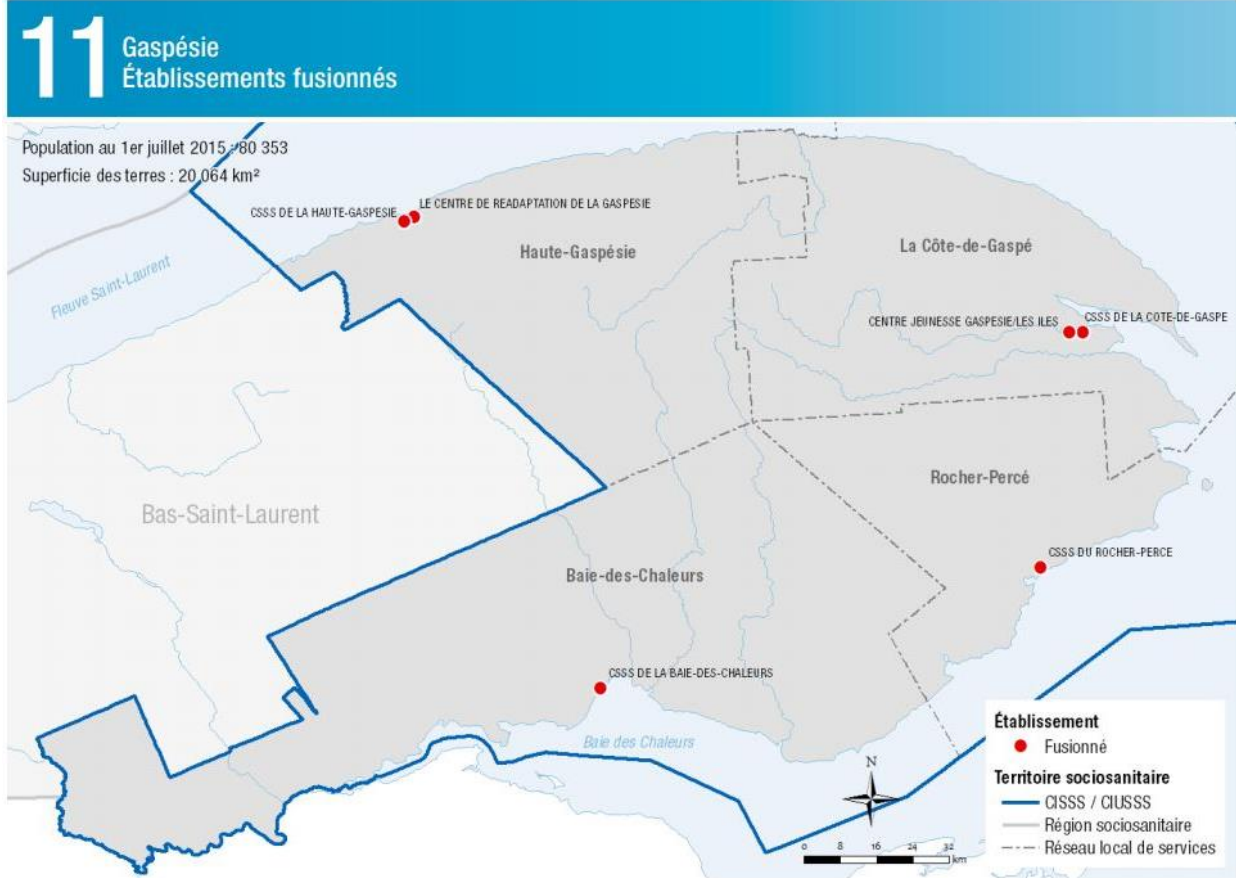 11
Gaspésie
Établissements fusionnés
Population au 1er juillet 2015 : 80 353
Superficie des terres : 20 064 km²
CSSS DE LA HAUTE-GASPESIE
LE CENTRE DE READAPTATION DE LA GASPESIE
Haute-Gaspésie
La Côte-de-Gaspé
Fleuve Saint-Laurent
CENTRE JEUNESSE GASPESIE/LES ILES
CSSS DE LA COTE-DE-GASPE
Rocher-Percé
Bas-Saint-Laurent
CSSS DU ROCHER-PERCE
Baie-des-Chaleurs
CSSS DE LA BAIE-DES-CHALEURS
Baie des Chaleurs
Établissement
Fusionné
Territoire sociosanitaire
CISSS / CIUSSS
Région sociosanitaire
Réseau local de services
N
0 8 16 24 32
km